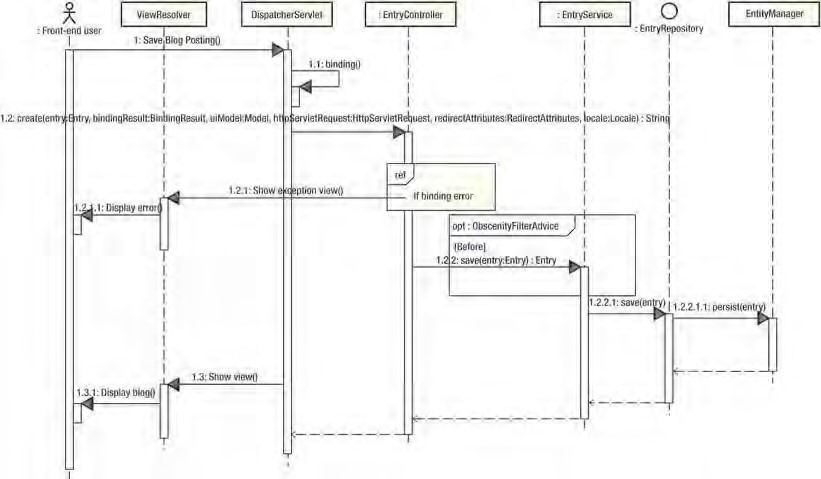 : Front-end user
ViewResolver
DispatcherServlet
: EntryController
: EntryService
: EntryRepository
EntityManager
1: Save Blog Posting()
1.1: binding()
1.2: create(entry:Entry, bindingResult:BindingResult, uiModel:Model, httpServletRequest:HttpServletRequest, redirectAttributes:RedirectAttributes, locale:Locale) : String
ref
1.2.1: Show exception view()
If binding error
1.2.1.1: Display error()
opt : ObscenityFilterAdvice
[Before]
1.2.2: save(entry:Entry) : Entry
1.2.2.1: save(entry)
1.2.2.1.1: persist(entry)
1.3: Show view()
1.3.1: Display blog()